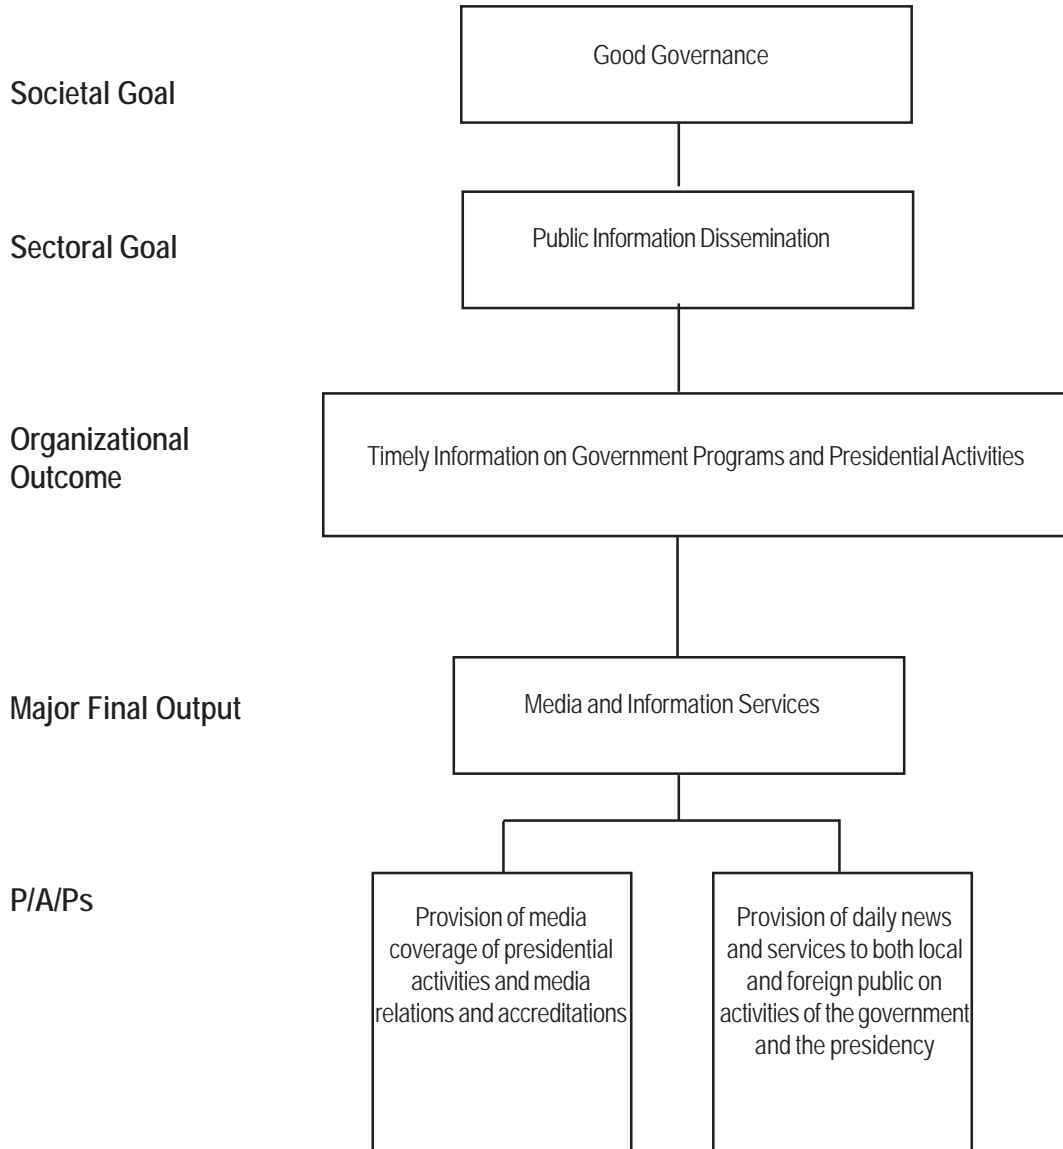 Good Governance
Societal Goal
Public Information Dissemination
Sectoral Goal
Organizational
Outcome
Timely Information on Government Programs and Presidential Activities
Major Final Output
Media and Information Services
P/A/Ps
Provision of media
coverage of presidential
activities and media
relations and accreditations
Provision of daily news
and services to both local
and foreign public on
activities of the government
and the presidency